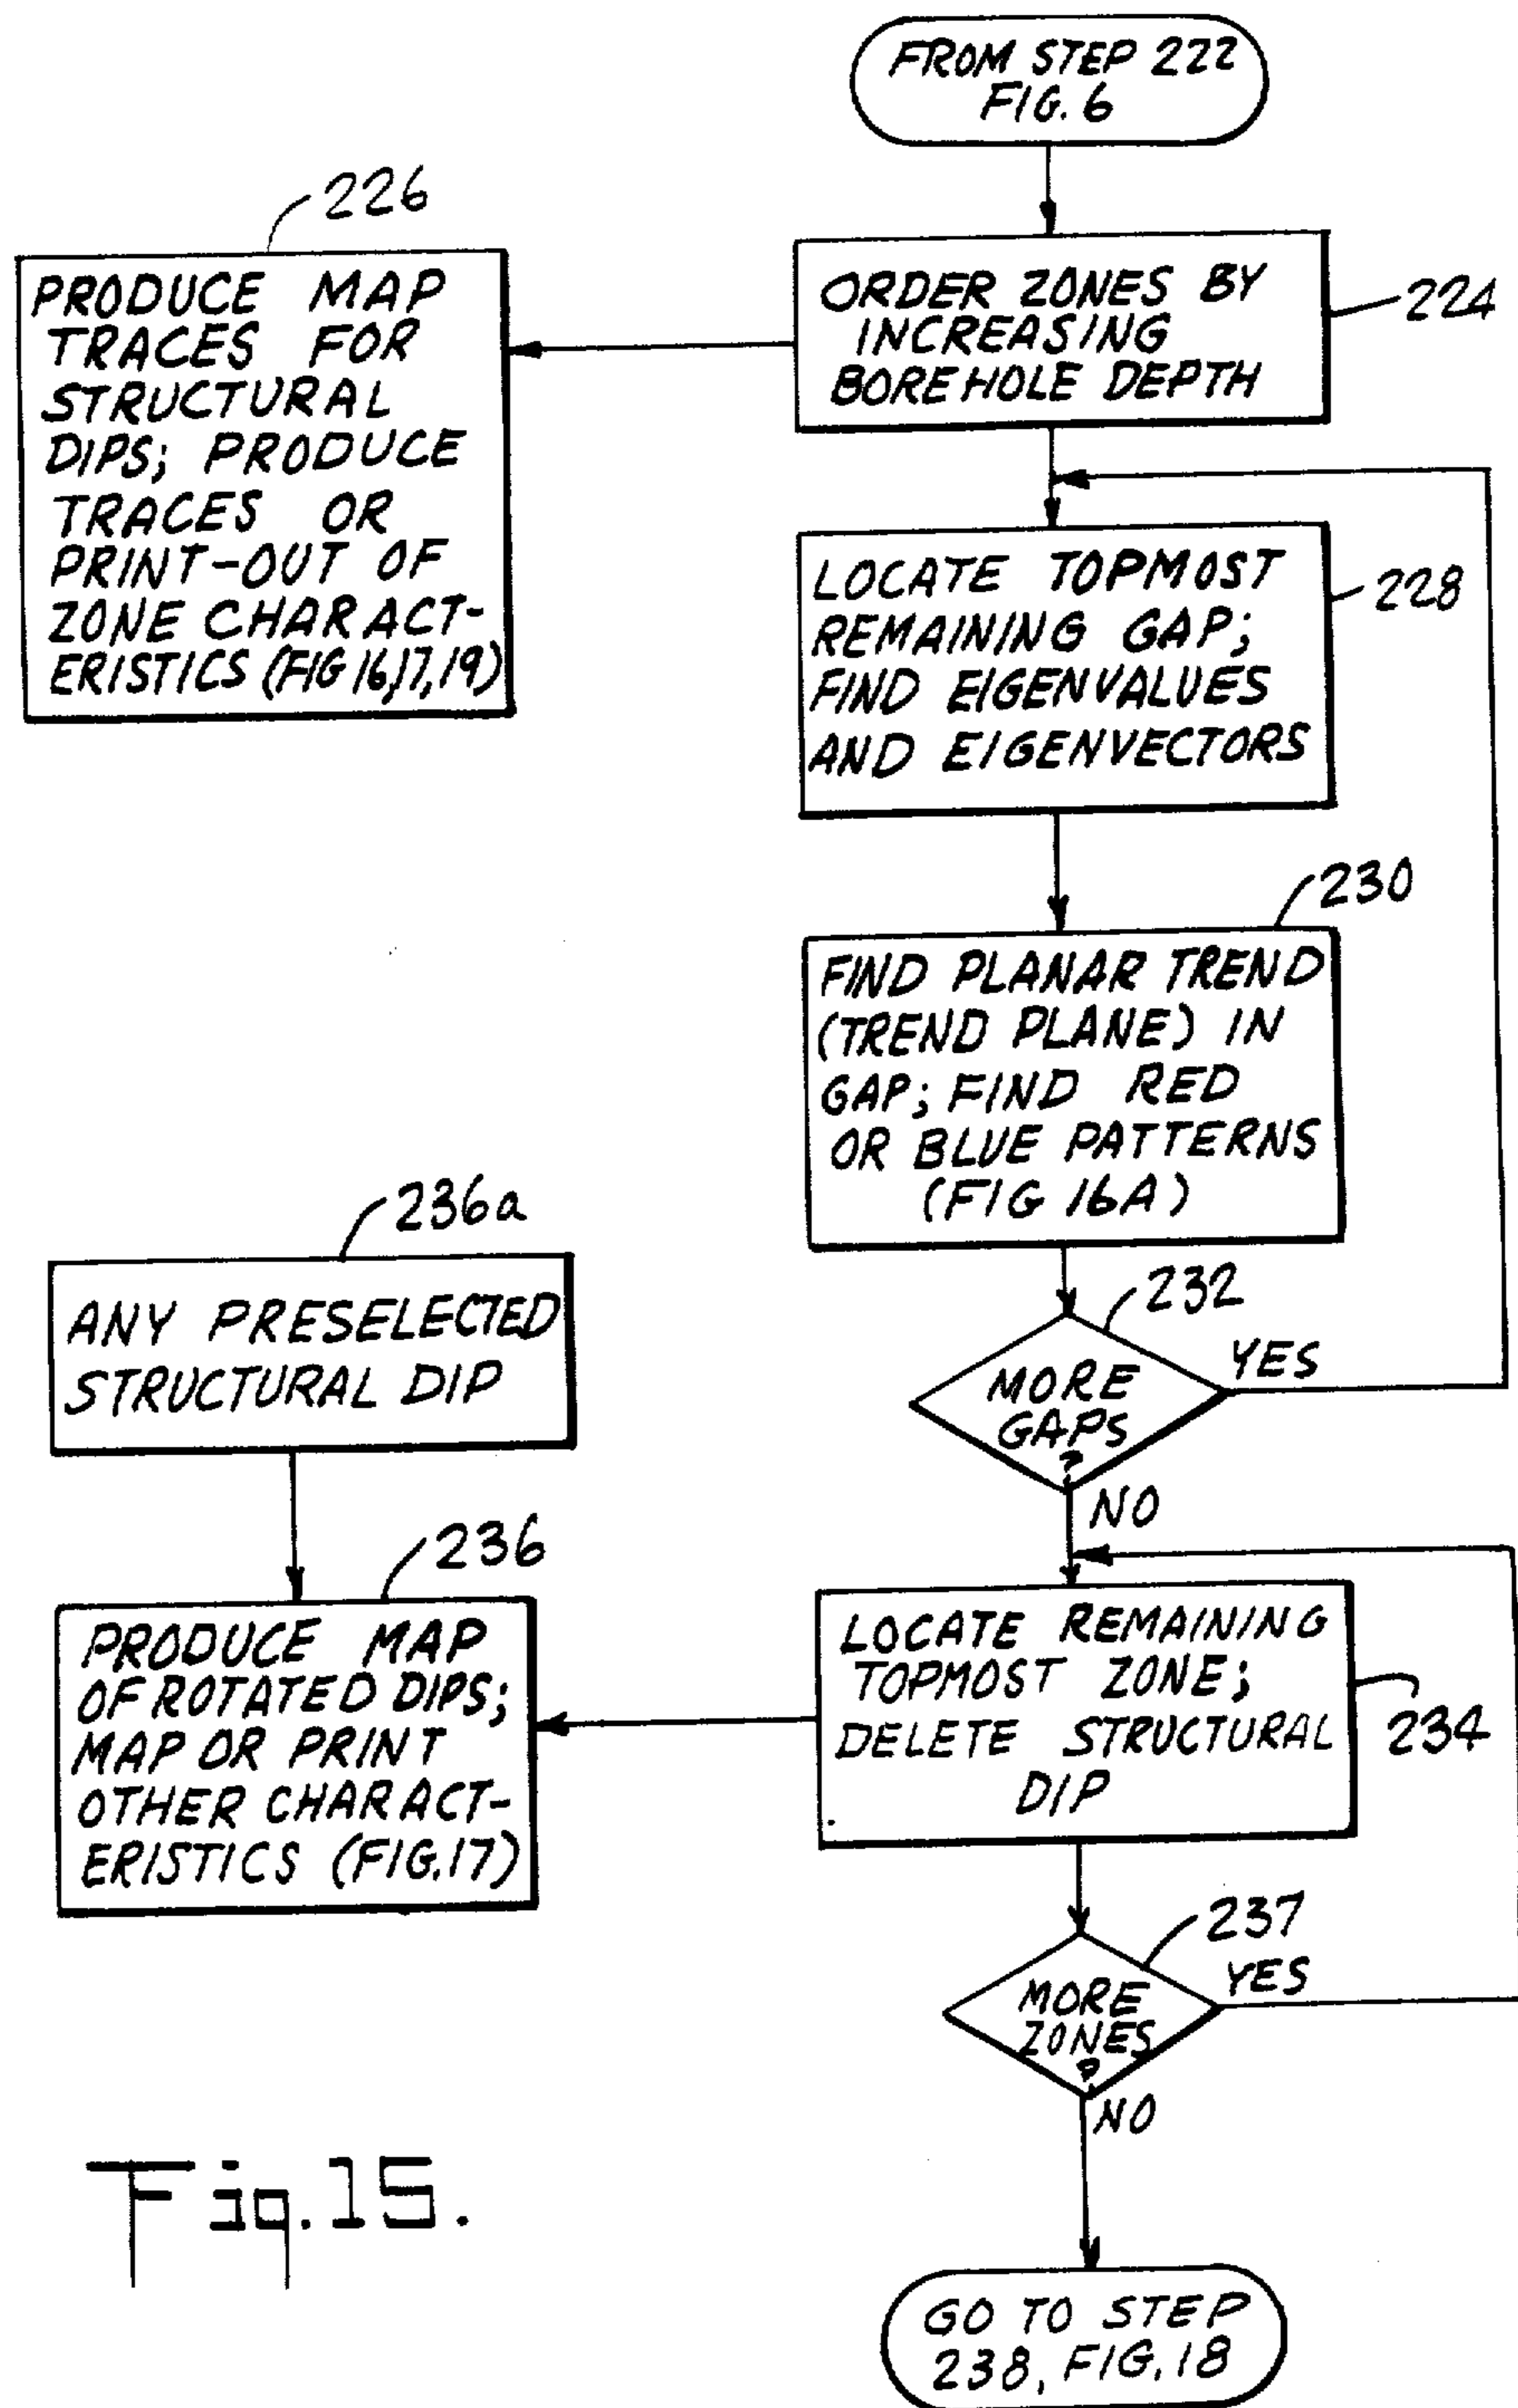 FROM STEP 222
FIG. 6
226
PRODUCE MAP
TRACES FOR
STRUCTURAL
DIPS; PRODUCE
TRACES OR
PRINT-OUT OF
ZONE CHARACT-
ERISTICS (FIG 16,17,19)
ORDER ZONES BY
INCREASING
BOREHOLE DEPTH
224
LOCATE TOPMOST
REMAINING GAP;
FIND EIGENVALUES
AND EIGENVECTORS
228
230
FIND PLANAR TREND
(TREND PLANE) IN
GAP; FIND RED
OR BLUE PATTERNS
(FIG 16A)
232
MORE
GAPS
?
YES
NO
236a
ANY PRESELECTED
STRUCTURAL DIP
236
PRODUCE MAP
OF ROTATED DIPS;
MAP OR PRINT
OTHER CHARACT-
ERISTICS (FIG.17)
LOCATE REMAINING
TOPMOST ZONE;
DELETE STRUCTURAL
DIP
234
237
MORE
ZONES
?
YES
NO
GO TO STEP
238, FIG.18
Fig.15.